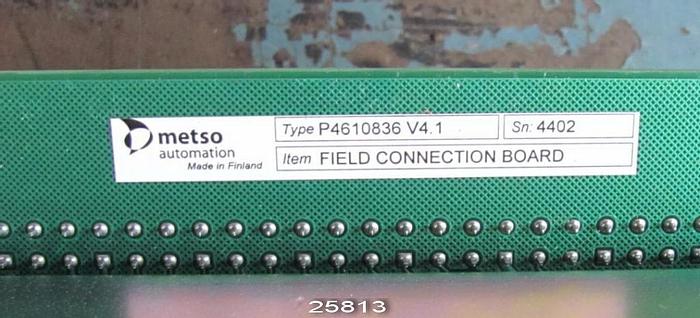 metso
automation
Made in Finland
Type P4610836 V4.1
Sn: 4402
Item FIELD CONNECTION BOARD
25813